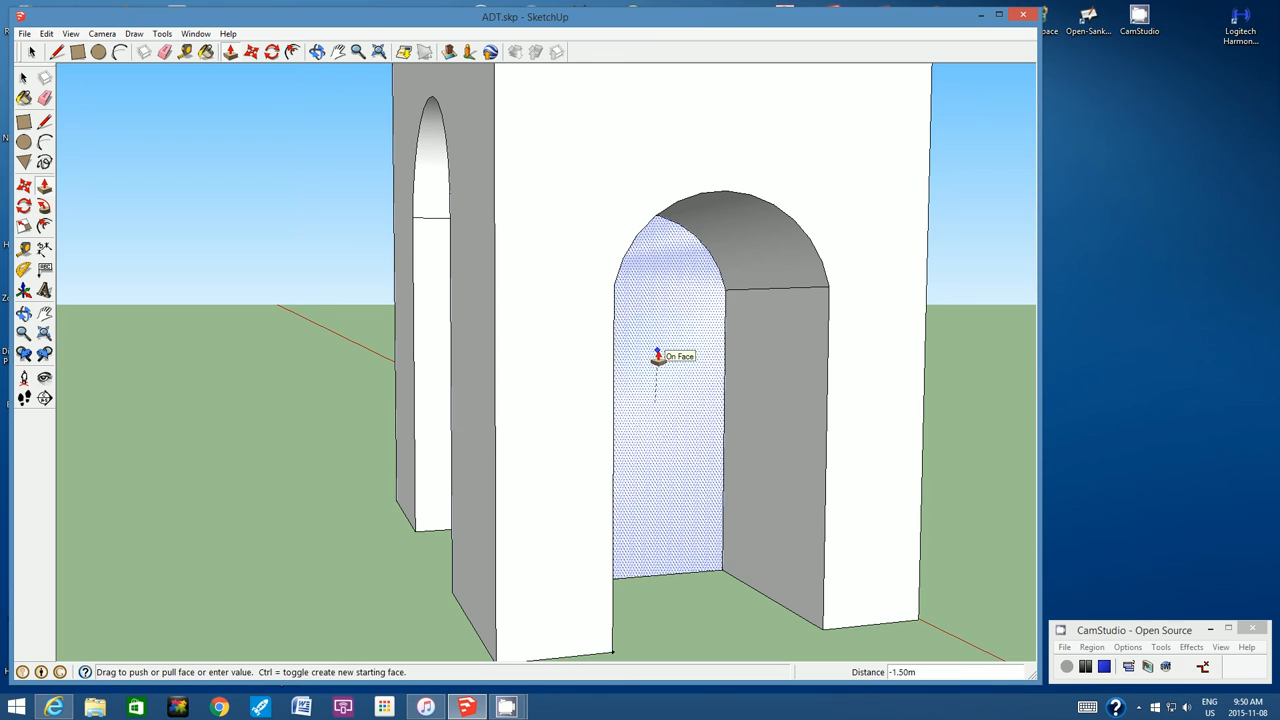 ADT.skp - SketchUp
File Edit View Camera Draw Tools Window Help
On Face
Drag to push or pull face or enter value. Ctrl = toggle create new starting face.
Distance -1.50m
Open-Sank...
CamStudio
Logitech
Harmon...
CamStudio - Open Source
File Region Options Tools Effects View Help
ENG
US
9:50 AM
2015-11-08